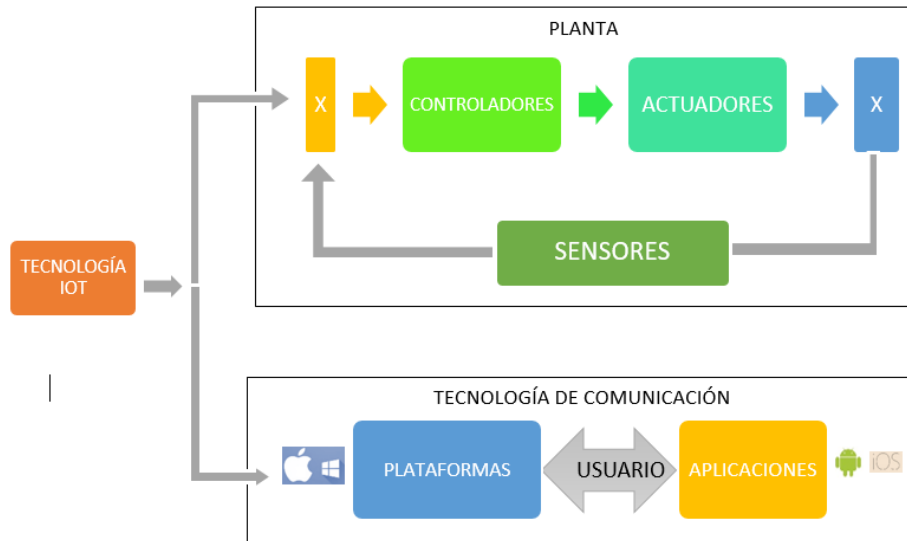 PLANTA
X
CONTROLADORES
ACTUADORES
X
SENSORES
TECNOLOGÍA
IOT
TECNOLOGÍA DE COMUNICACIÓN
PLATAFORMAS
USUARIO
APLICACIONES
iOS